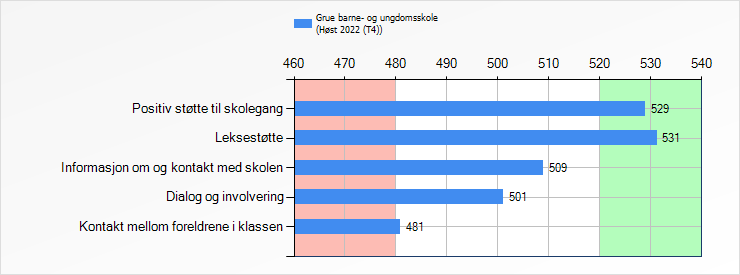 Grue barne- og ungdomsskole
(Høst 2022 (T4))
460 470 480 490 500 510 520 530 540
Positiv støtte til skolegang 529
Leksestøtte 531
Informasjon om og kontakt med skolen 509
Dialog og involvering 501
Kontakt mellom foreldrene i klassen 481